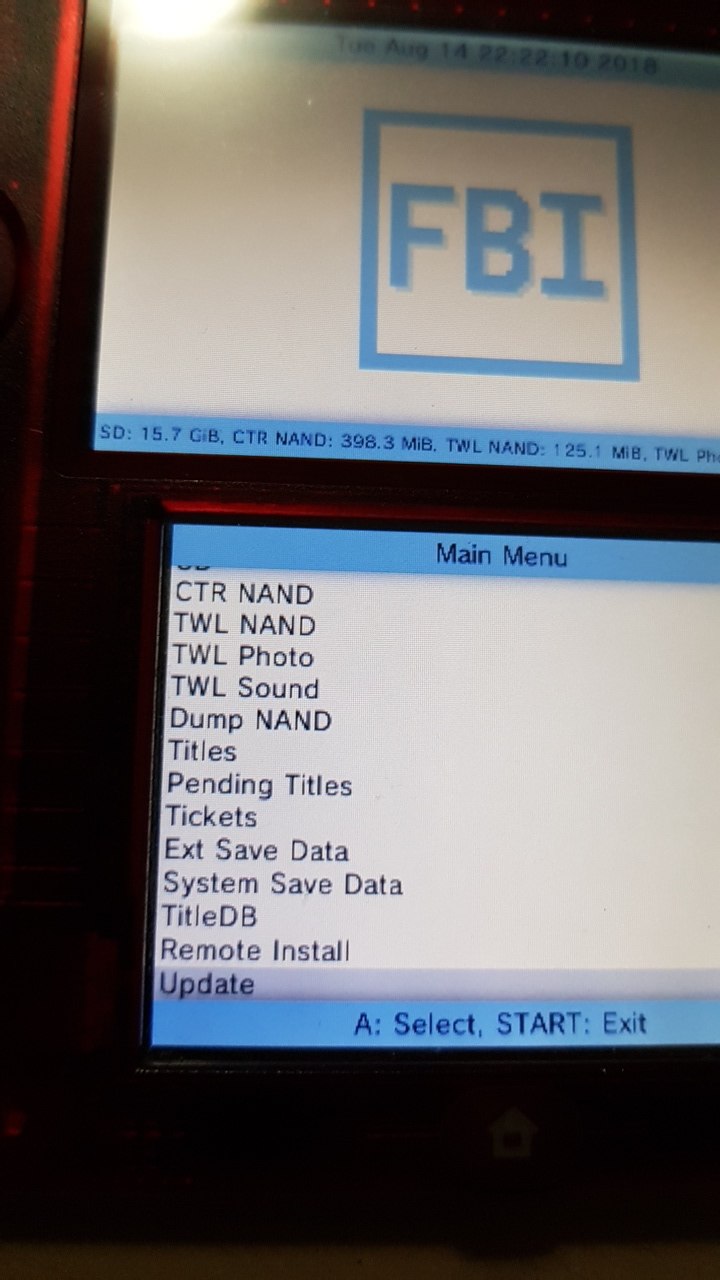 Tue Aug 14 22:22:10 2018
FBI
SD: 15.7 GiB, CTR NAND: 398.3 MiB, TWL NAND: 125.1 MiB, TWL
Main Menu
SD
CTR NAND
TWL NAND
TWL Photo
TWL Sound
Dump NAND
Titles
Pending Titles
Tickets
Ext Save Data
System Save Data
TitleDB
Remote Install
Update
A: Select, START: Exit